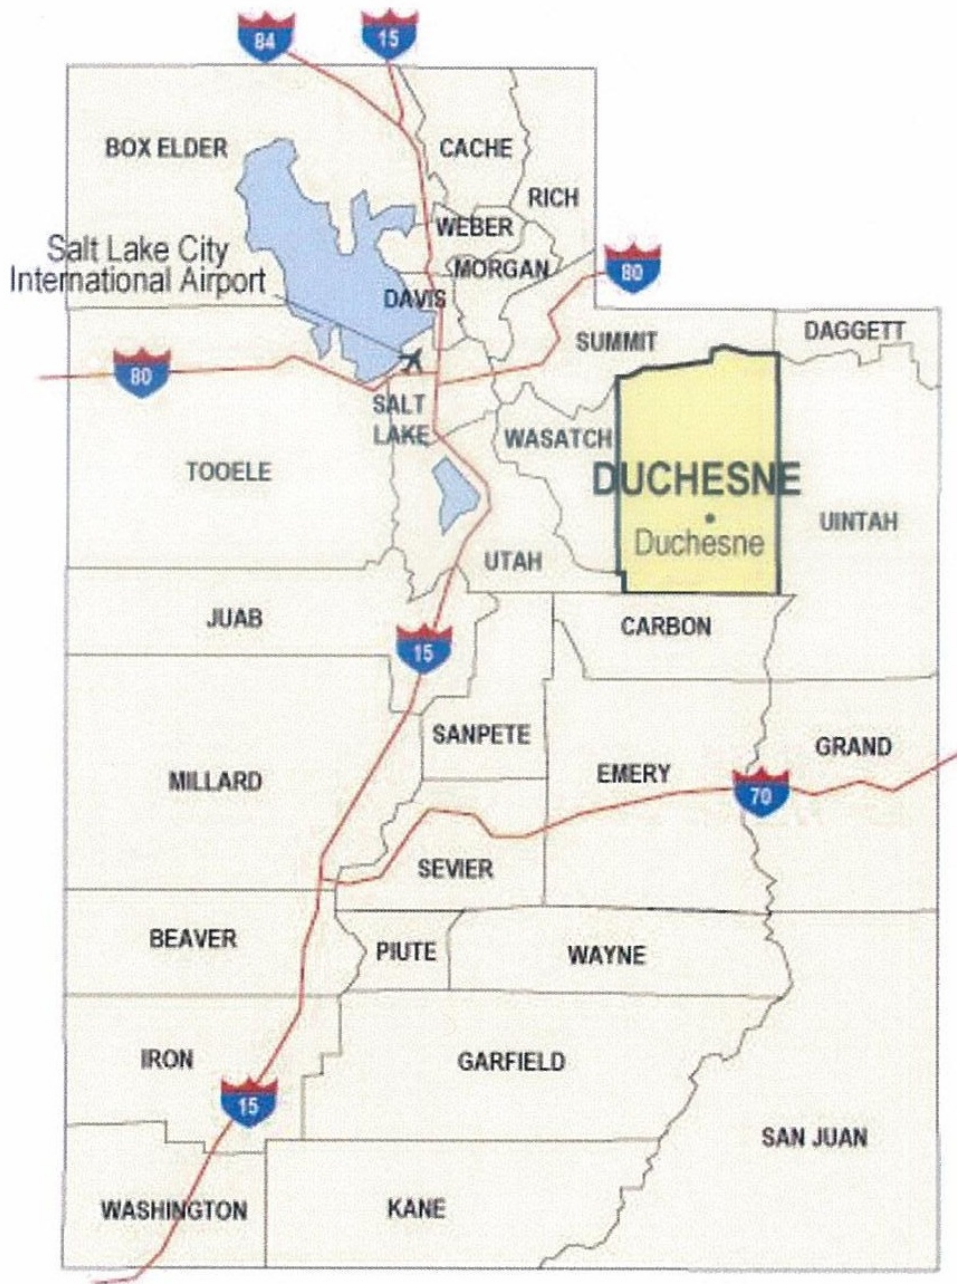 84
15
BOX ELDER
CACHE
RICH
WEBER
Salt Lake City
International Airport
MORGAN
80
DAVIS
SUMMIT
DAGGETT
80
SALT
LAKE
WASATCH
TOOELE
DUCHESNE
Duchesne
UINTAH
UTAH
JUAB
CARBON
15
SANPETE
GRAND
MILLARD
EMERY
70
SEVIER
BEAVER
PIUTE
WAYNE
IRON
GARFIELD
15
SAN JUAN
WASHINGTON
KANE